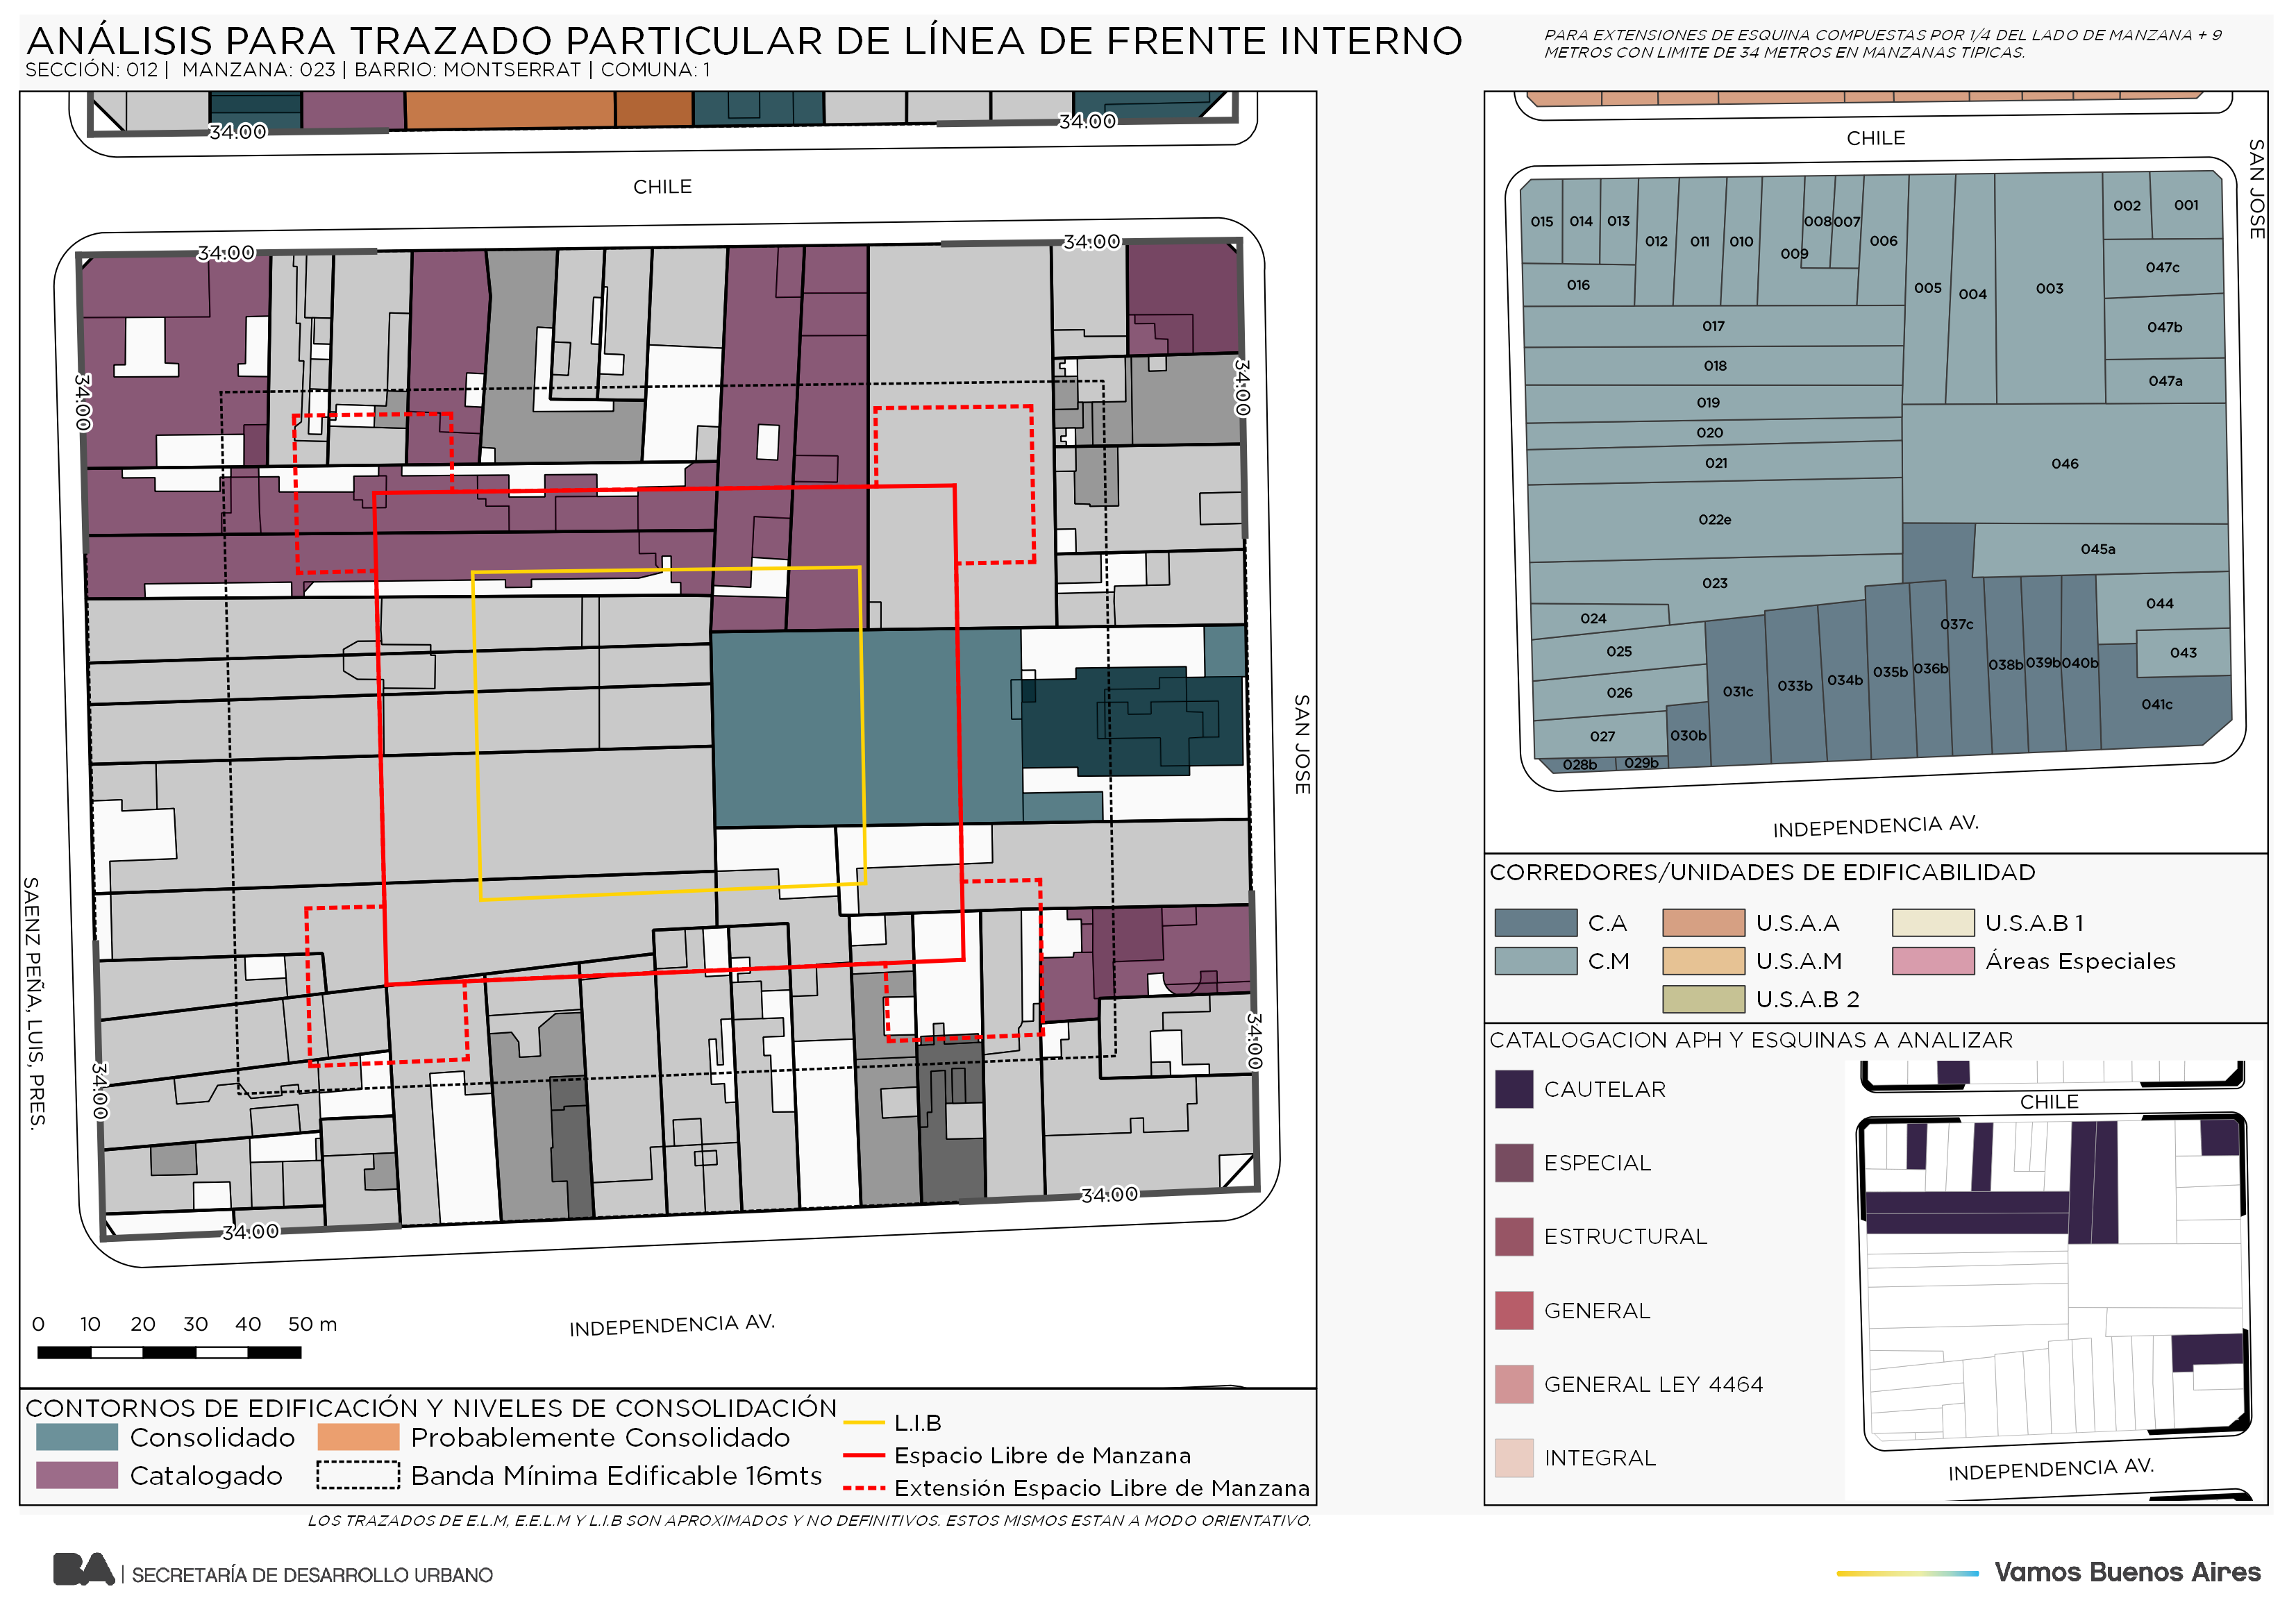 ANÁLISIS PARA TRAZADO PARTICULAR DE LÍNEA DE FRENTE INTERNO
SECCIÓN: 012 | MANZANA: 023 | BARRIO: MONTSERRAT | COMUNA: 1
PARA EXTENSIONES DE ESQUINA COMPUESTAS POR 1/4 DEL LADO DE MANZANA + 9
METROS CON LIMITE DE 34 METROS EN MANZANAS TIPICAS.
34.00
34.00
CHILE
34.00
34.00
34.00
34.00
SAN JOSE
SAENZ PEÑA, LUIS, PRES.
34.00
34.00
34.00
34.00
0 10 20 30 40 50 m
INDEPENDENCIA AV.
CONTORNOS DE EDIFICACIÓN Y NIVELES DE CONSOLIDACIÓN
Consolidado
Probablemente Consolidado
Catalogado
Banda Mínima Edificable 16mts
L.I.B
Espacio Libre de Manzana
Extensión Espacio Libre de Manzana
LOS TRAZADOS DE E.L.M, E.E.L.M Y L.I.B SON APROXIMADOS Y NO DEFINITIVOS. ESTOS MISMOS ESTAN A MODO ORIENTATIVO.
CHILE
SAN JOSE
015 014 013 012 011 010 009 008 007 006 005 004 003 002 001
016
047c
017
047b
018
047a
019
020
021
046
022e
045a
023
024
044
025
037c
043
026
031c 033b 034b 035b 036b 038b 039b 040b
041c
027
030b
028b 029b
INDEPENDENCIA AV.
CORREDORES/UNIDADES DE EDIFICABILIDAD
C.A
U.S.A.A
U.S.A.B 1
C.M
U.S.A.M
Áreas Especiales
U.S.A.B 2
CATALOGACION APH Y ESQUINAS A ANALIZAR
CAUTELAR
ESPECIAL
ESTRUCTURAL
GENERAL
GENERAL LEY 4464
INTEGRAL
CHILE
INDEPENDENCIA AV.
BA | SECRETARÍA DE DESARROLLO URBANO
Vamos Buenos Aires